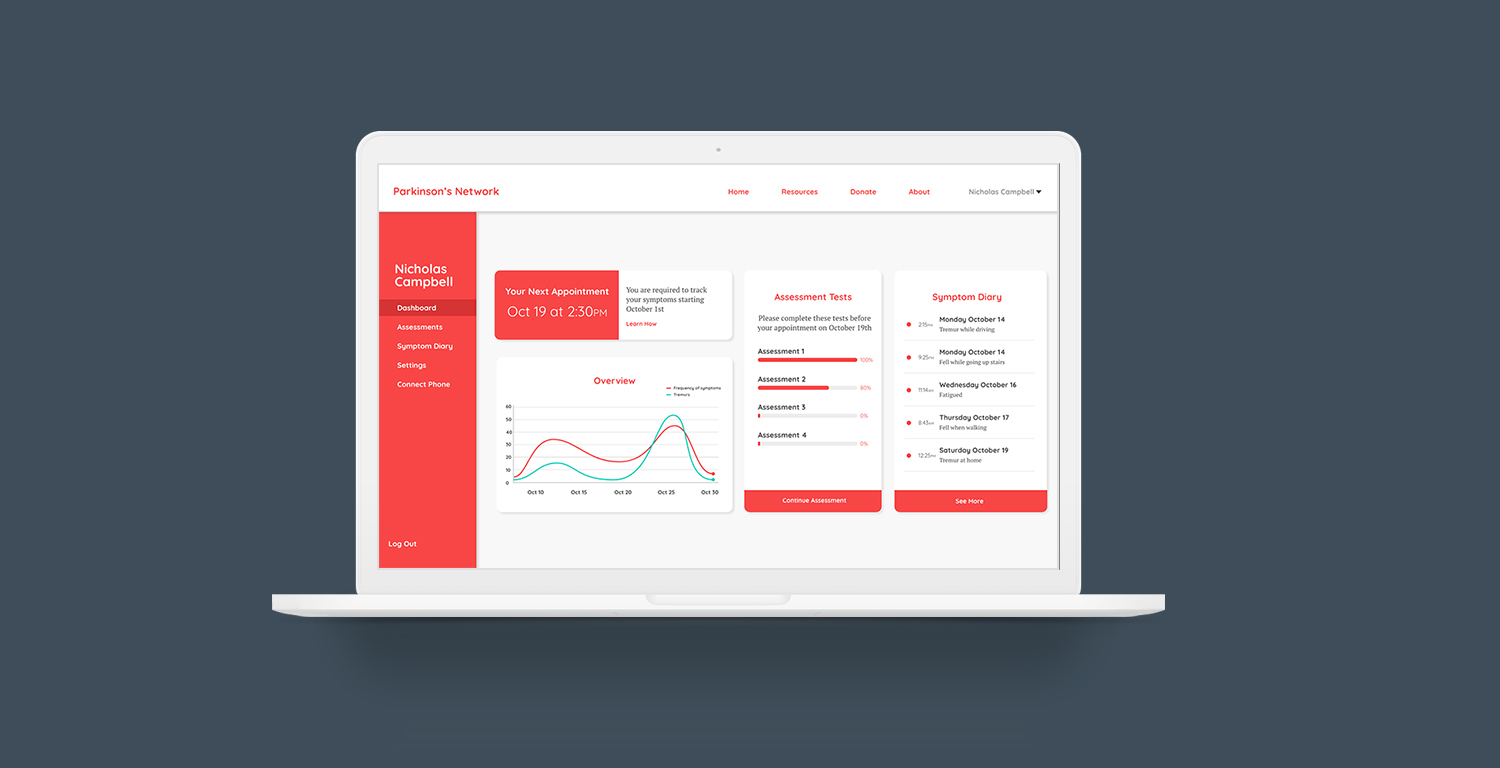 Parkinson's Network
Home
Resources
Donate
About
Nicholas Campbell
Nicholas
Campbell
Dashboard
Assessments
Symptom Diary
Settings
Connect Phone
Log Out
Your Next Appointment
Oct 19 at 2:30PM
You are required to track
your symptoms starting
October 1st
Learn How
Overview
Frequency of symptoms
Tremurs
60
50
40
30
20
10
0
Oct 10
Oct 15
Oct 20
Oct 25
Oct 30
Assessment Tests
Please complete these tests before
your appointment on October 19th
Assessment 1
100%
Assessment 2
80%
Assessment 3
0%
Assessment 4
0%
Continue Assessment
Symptom Diary
Monday October 14
2:15PM
Tremur while driving
Monday October 14
9:25PM
Fell while going up stairs
Wednesday October 16
11:14AM
Fatigued
Thursday October 17
8:43AM
Fell when walking
Saturday October 19
12:25PM
Tremur at home
See More